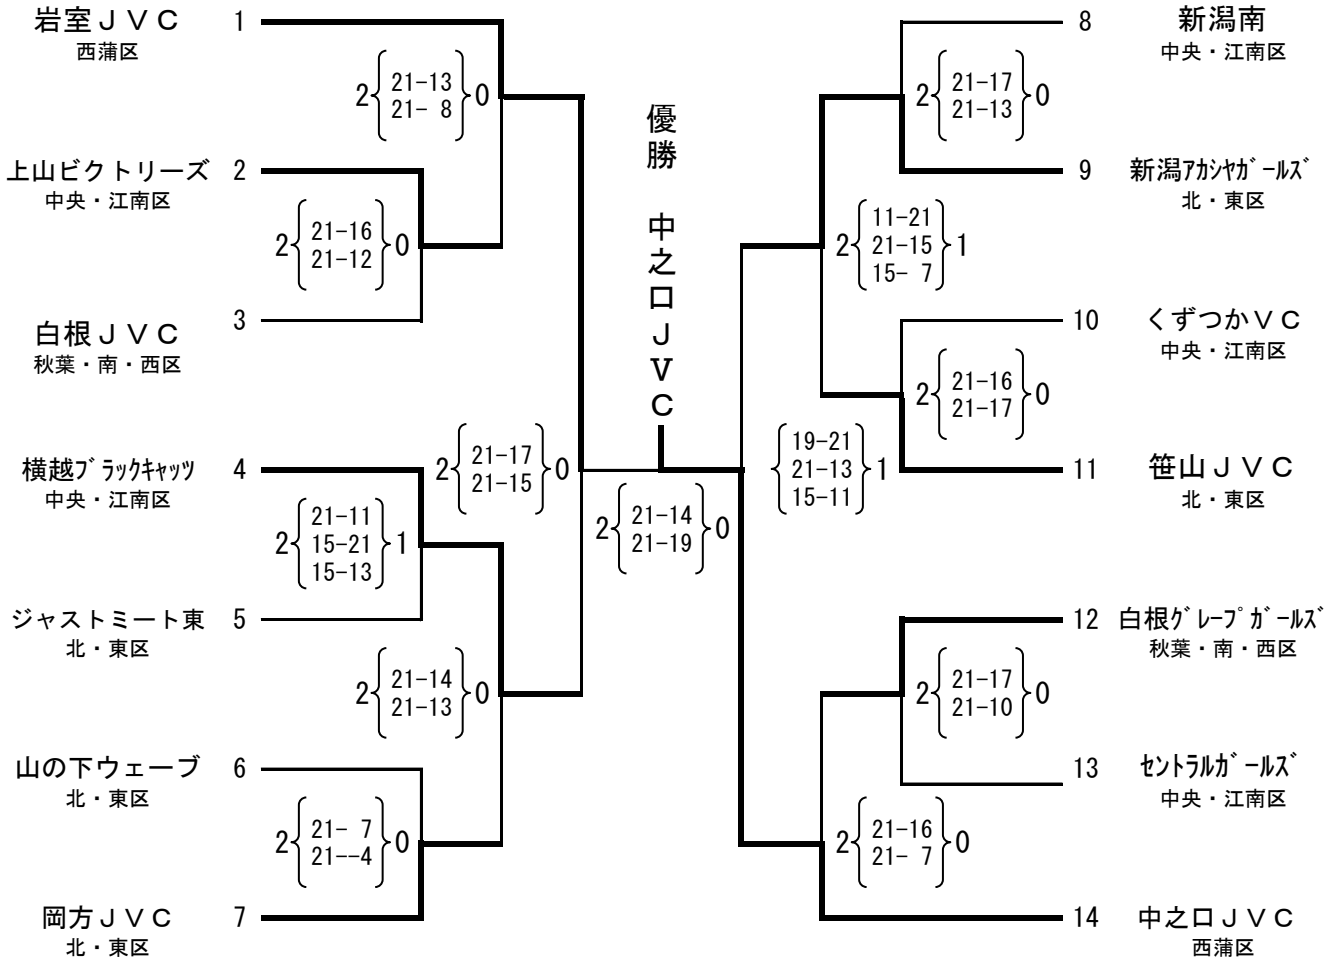 岩室ＪＶＣ 1
西蒲区
2 21-13 0
21- 8
上山ビクトリーズ 2
中央・江南区
2 21-16 0
21-12
白根ＪＶＣ 3
秋葉・南・西区
横越ﾌﾞﾗｯｸｷｬｯﾂ 4
中央・江南区
2 21-17 0
21-15
2 21-11 1
15-21
15-13
ジャストミート東 5
北・東区
2 21-14 0
21-13
山の下ウェーブ 6
北・東区
2 21- 7 0
21--4
岡方ＪＶＣ 7
北・東区
優勝 中之口ＪＶＣ
2 21-14 0
21-19
8 新潟南
中央・江南区
2 21-17 0
21-13
9 新潟ｱｶｼﾔｶﾞｰﾙｽﾞ
北・東区
2 11-21 1
21-15
15- 7
10 くずつかＶＣ
中央・江南区
2 21-16 0
21-17
19-21 1
21-13
15-11
11 笹山ＪＶＣ
北・東区
12 白根ｸﾞﾚｰﾌﾟｶﾞｰﾙｽﾞ
秋葉・南・西区
2 21-17 0
21-10
13 ｾﾝﾄﾗﾙｶﾞｰﾙｽﾞ
中央・江南区
2 21-16 0
21- 7
14 中之口ＪＶＣ
西蒲区